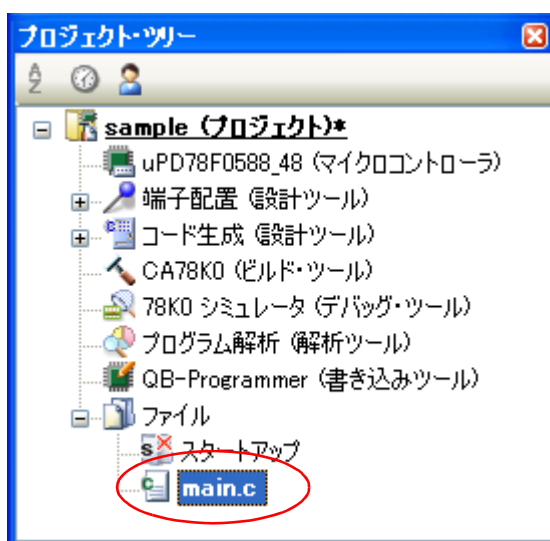 プロジェクト・ツリー
sample (プロジェクト)*
uPD78F0588_48 (マイクロコントローラ)
端子配置 (設計ツール)
コード生成 (設計ツール)
CA78K0 (ビルド・ツール)
78K0 シミュレータ (デバッグ・ツール)
プログラム解析 (解析ツール)
QB-Programmer (書き込みツール)
ファイル
スタートアップ
main.c